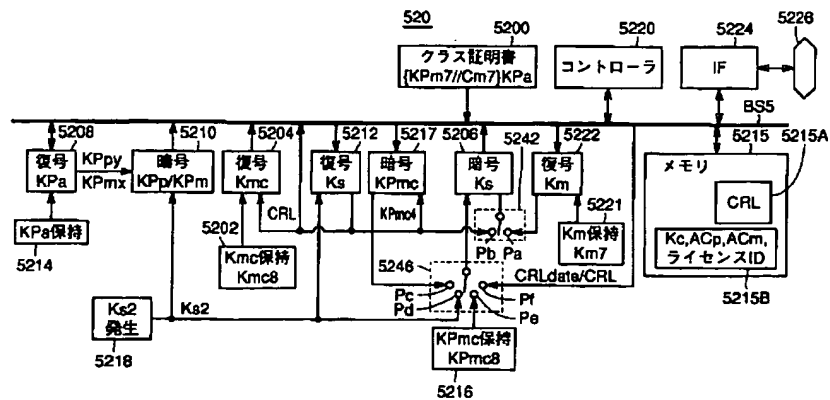 520
5200
5220
5224
5226
クラス証明書
{KPm7//Cm7}KPa
コントローラ
IF
BS5
5208
5210
5204
5212
5217
5206
5242
5222
5215
5215A
復号
KPa
KPpy
KPmx
暗号
KPp/KPm
復号
Kmc
CRL
復号
Ks
暗号
KPmc
KPmc4
暗号
Ks
復号
Km
メモリ
CRL
Kc,ACp,ACm,
ライセンスID
5215B
KPa保持
5214
5202
Kmc保持
Kmc8
Pb
Pa
5221
Km保持
Km7
5246
Pc
Pd
Pf
Pe
CRLdate/CRL
Ks2
発生
5218
Ks2
KPmc保持
KPmc8
5216